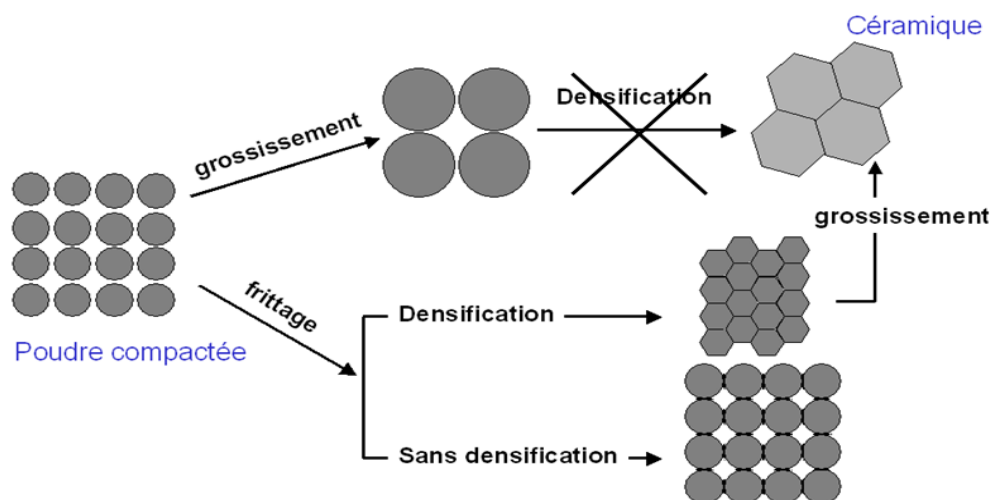 Céramique
Densification
grossissement
grossissement
frittage
Densification
Poudre compactée
Sans densification